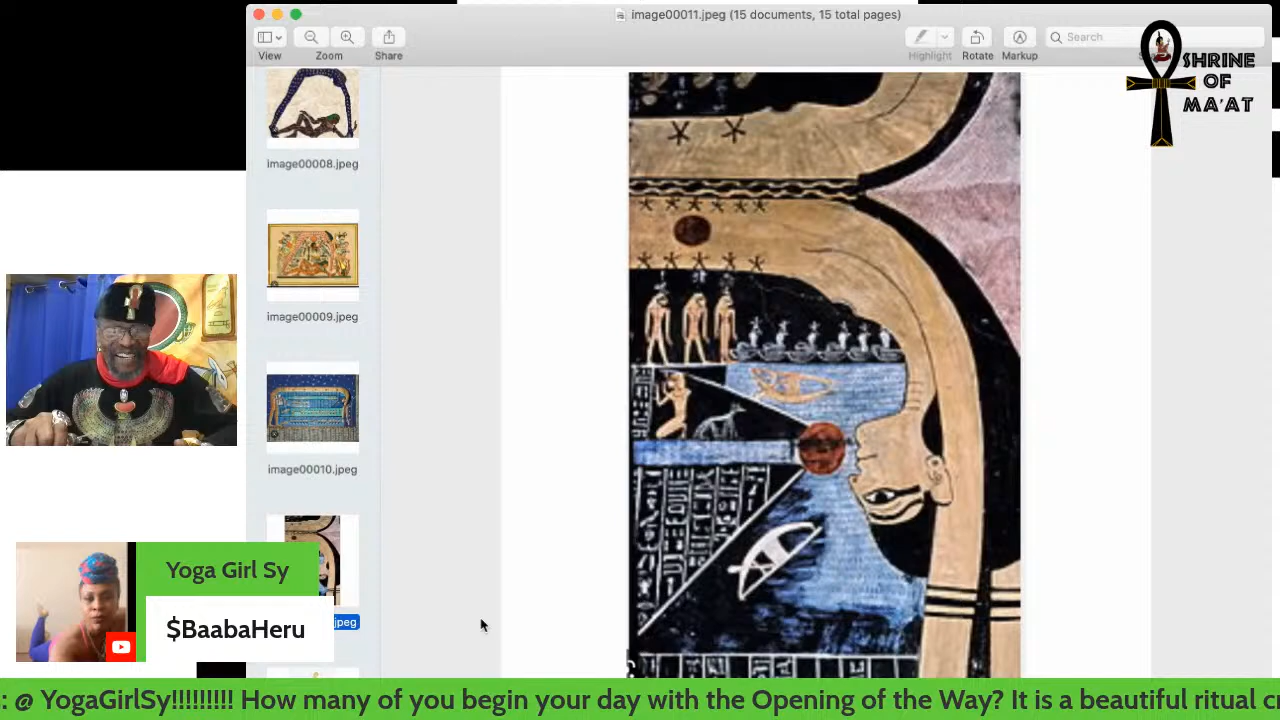 image00011.jpeg (15 documents, 15 total pages)
Search
View
Zoom
Share
Highlight
Rotate
Markup
SHRINE
OF
MA'AT
image00008.jpeg
image00009.jpeg
image00010.jpeg
jpeg
Yoga Girl Sy
$BaabaHeru
: @ YogaGirlSy!!!!!!!!! How many of you begin your day with the Opening of the Way? It is a beautiful ritual c